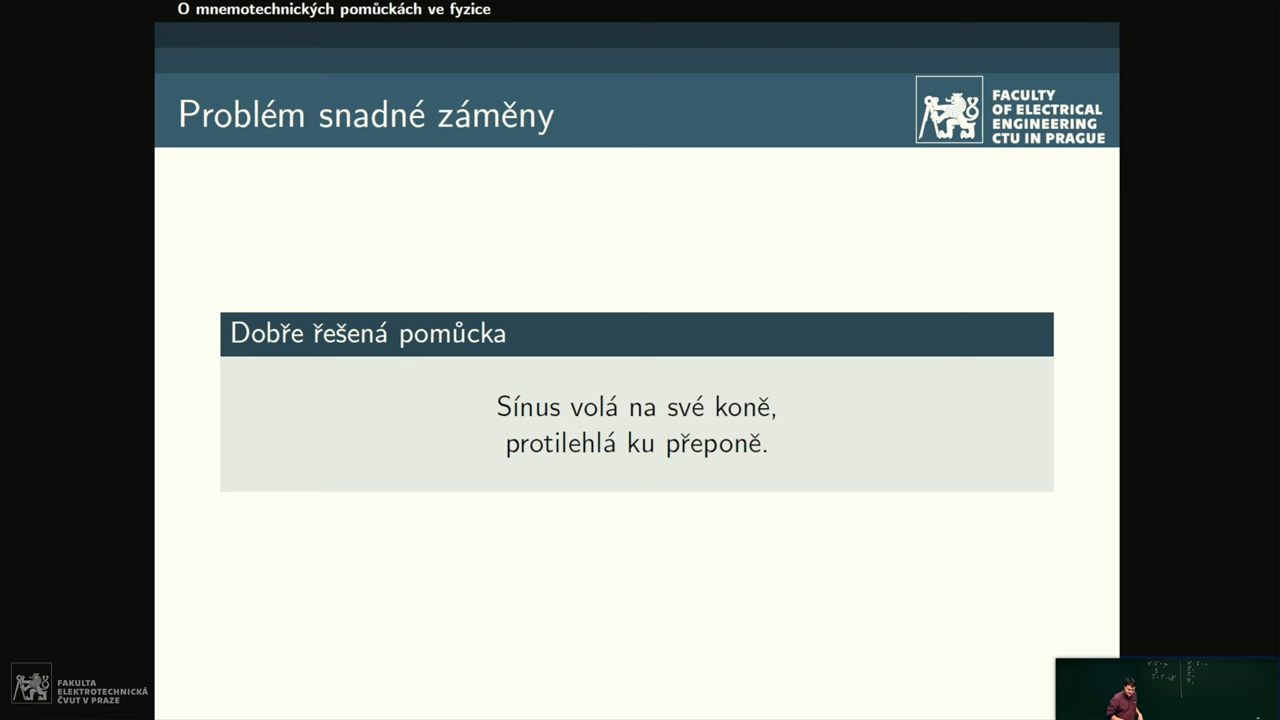 O mnemotechnických pomůckách ve fyzice
Problém snadné záměny
FACULTY
OF ELECTRICAL
ENGINEERING
CTU IN PRAGUE
Dobře řešená pomůcka
Sínus volá na své koně,
protilehlá ku přeponě.
FAKULTA
ELEKTROTECHNICKÁ
ČVUT V PRAZE